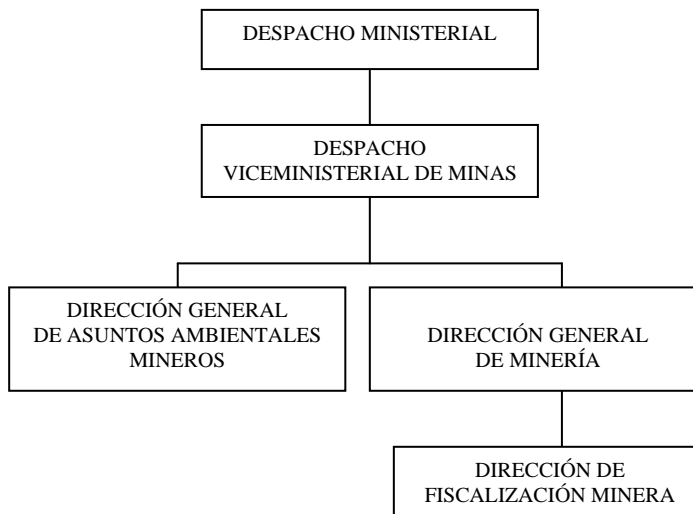 DESPACHO MINISTERIAL
DESPACHO
VICEMINISTERIAL DE MINAS
DIRECCIÓN GENERAL
DE ASUNTOS AMBIENTALES
MINEROS
DIRECCIÓN GENERAL
DE MINERÍA
DIRECCIÓN DE
FISCALIZACIÓN MINERA